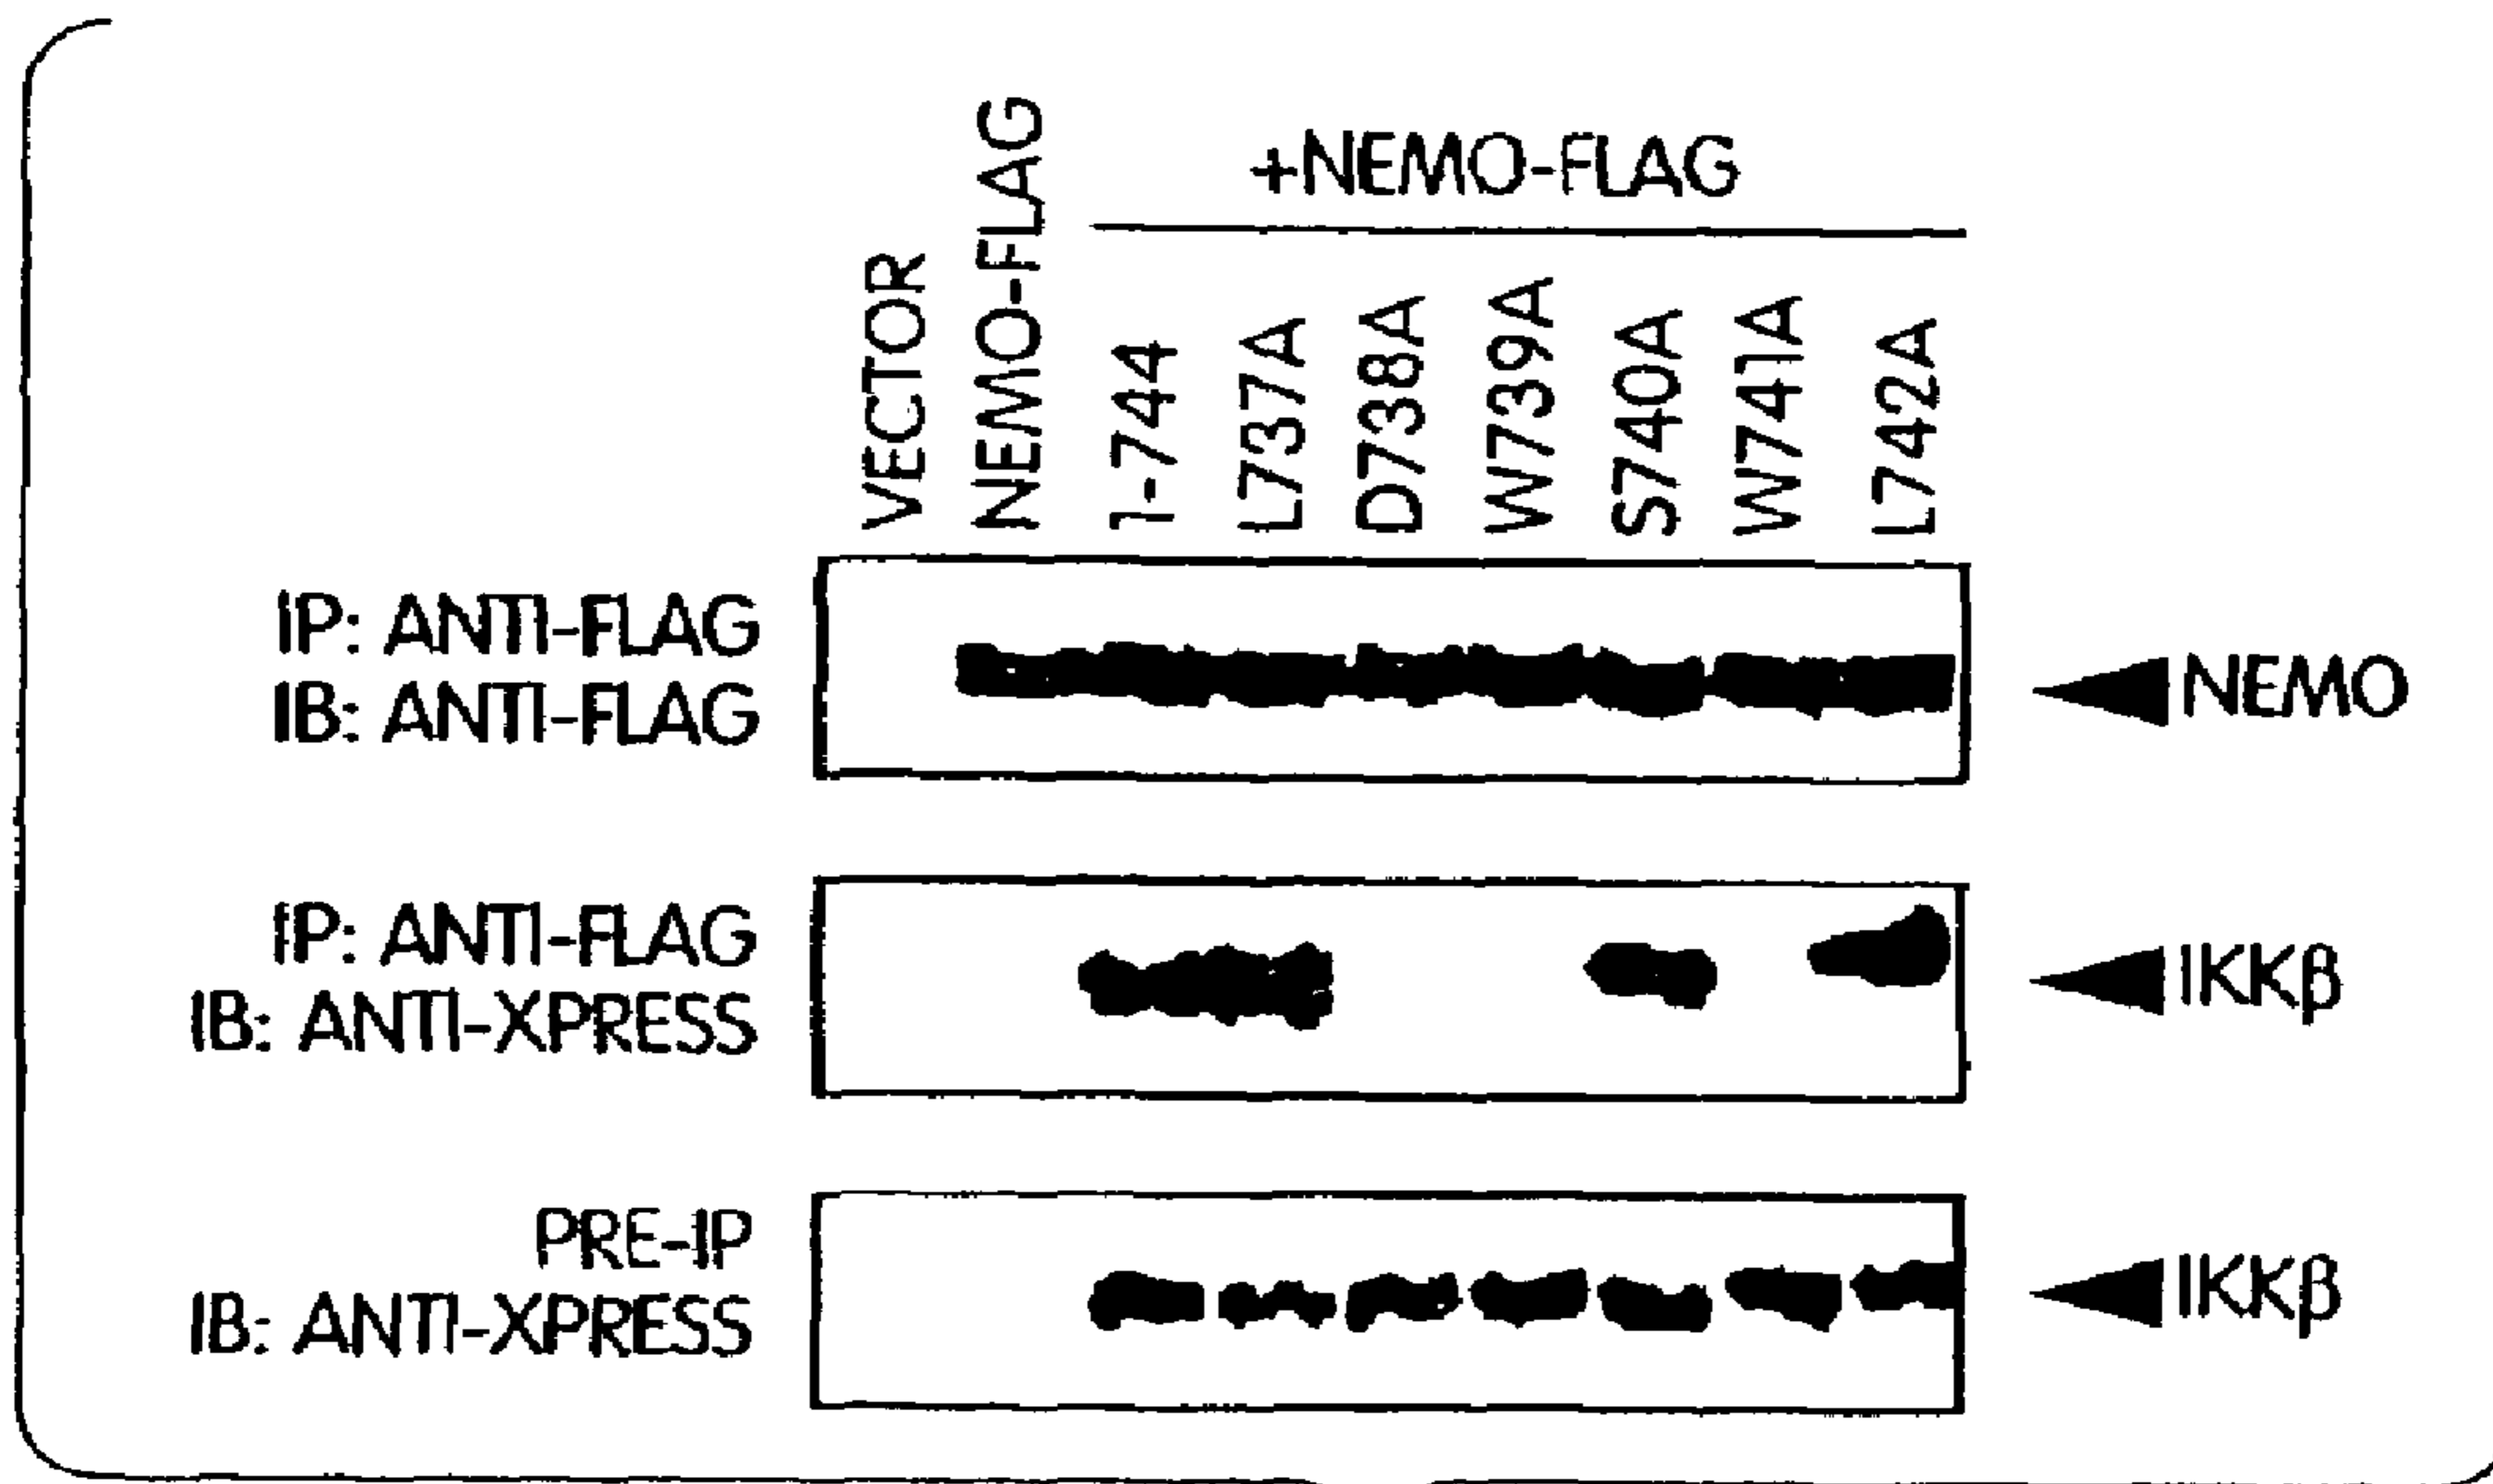 +NEMO-FLAG
VECTOR
NEMO-FLAG
1-744
L737A
D738A
W739A
S740A
W741A
L742A
IP: ANTI-FLAG
IB: ANTI-FLAG
NEMO
IP: ANTI-FLAG
IB: ANTI-XPRESS
IKKβ
PRE-IP
IB: ANTI-XPRESS
IKKβ